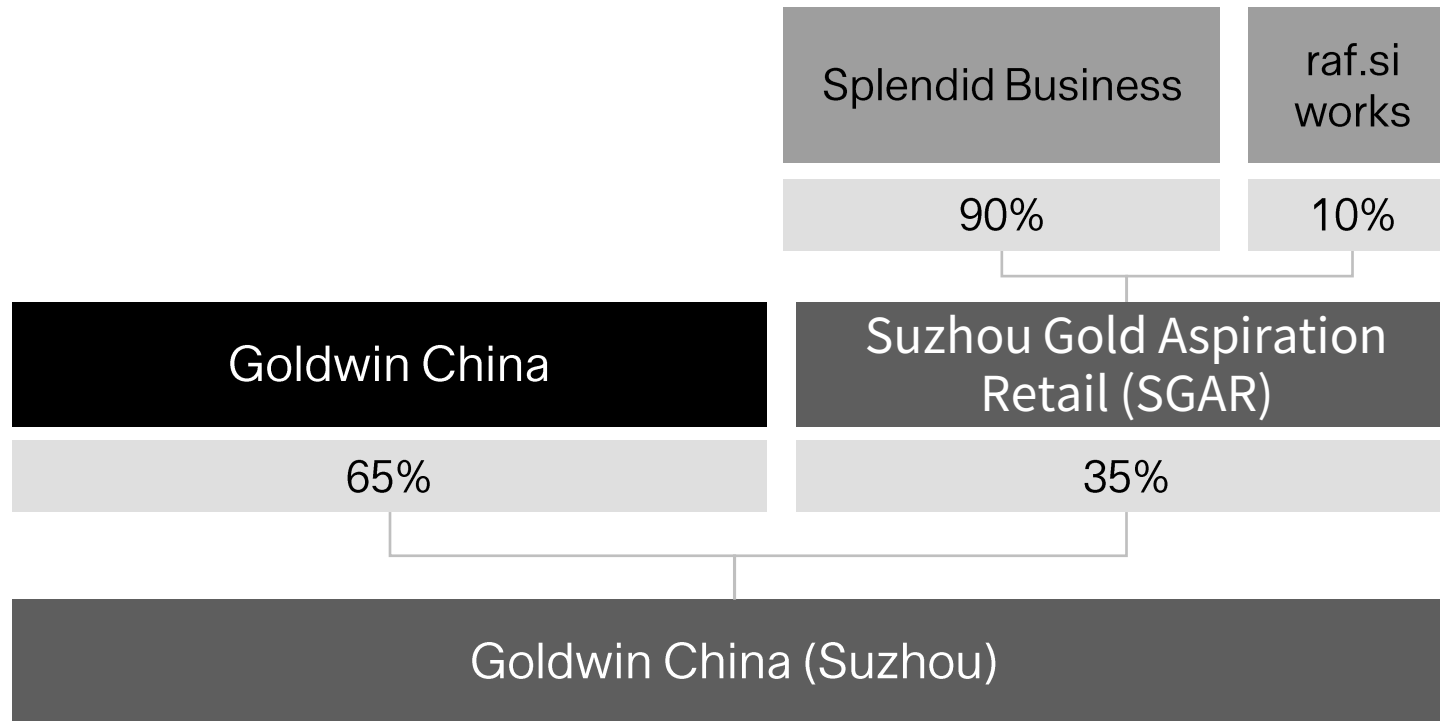 Splendid Business
raf.si
works
90%
10%
Goldwin China
Suzhou Gold Aspiration
Retail (SGAR)
65%
35%
Goldwin China (Suzhou)